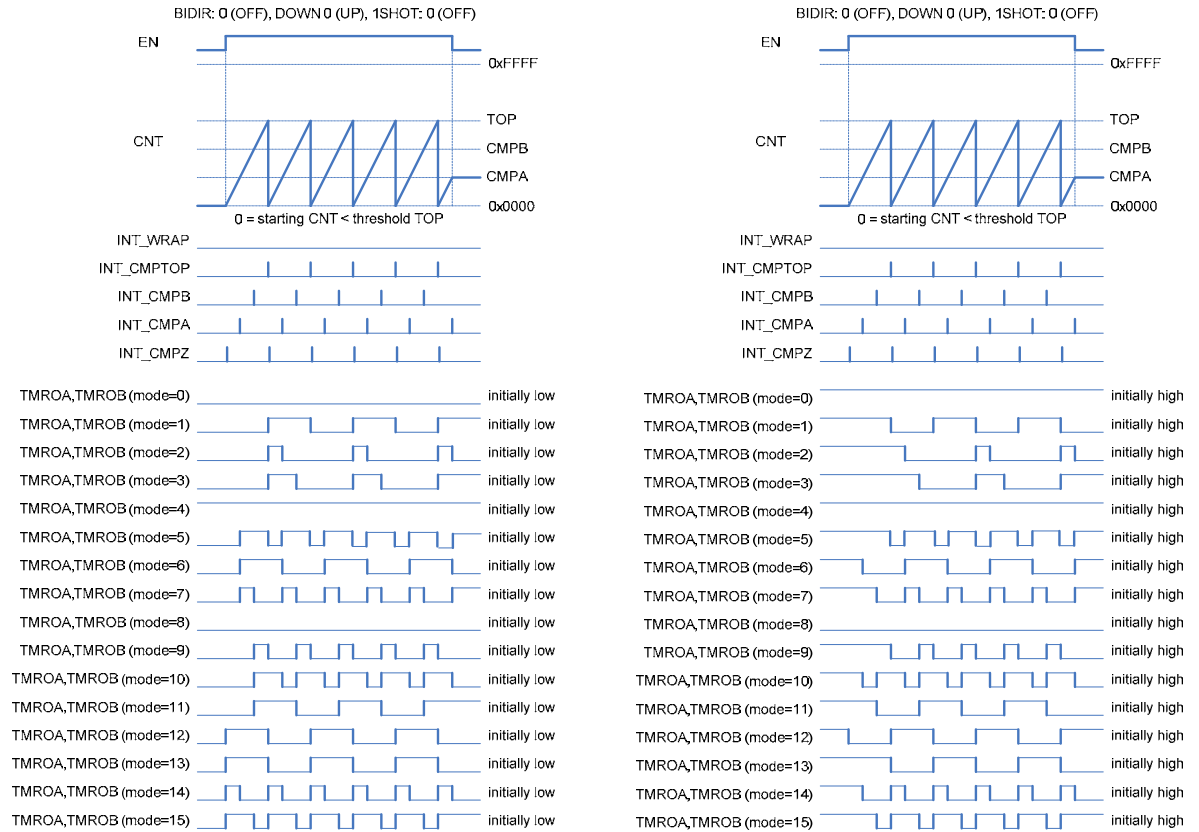 BIDIR: 0 (OFF), DOWN 0 (UP), 1SHOT: 0 (OFF)
EN
0xFFFF
CNT
TOP
CMPB
CMPA
0x0000
0 = starting CNT < threshold TOP
INT_WRAP
INT_CMPTOP
INT_CMPB
INT_CMPA
INT_CMPZ
TMROA,TMROB (mode=0) initially low
TMROA,TMROB (mode=1) initially low
TMROA,TMROB (mode=2) initially low
TMROA,TMROB (mode=3) initially low
TMROA,TMROB (mode=4) initially low
TMROA,TMROB (mode=5) initially low
TMROA,TMROB (mode=6) initially low
TMROA,TMROB (mode=7) initially low
TMROA,TMROB (mode=8) initially low
TMROA,TMROB (mode=9) initially low
TMROA,TMROB (mode=10) initially low
TMROA,TMROB (mode=11) initially low
TMROA,TMROB (mode=12) initially low
TMROA,TMROB (mode=13) initially low
TMROA,TMROB (mode=14) initially low
TMROA,TMROB (mode=15) initially low
BIDIR: 0 (OFF), DOWN 0 (UP), 1SHOT: 0 (OFF)
EN
0xFFFF
CNT
TOP
CMPB
CMPA
0x0000
0 = starting CNT < threshold TOP
INT_WRAP
INT_CMPTOP
INT_CMPB
INT_CMPA
INT_CMPZ
TMROA,TMROB (mode=0) initially high
TMROA,TMROB (mode=1) initially high
TMROA,TMROB (mode=2) initially high
TMROA,TMROB (mode=3) initially high
TMROA,TMROB (mode=4) initially high
TMROA,TMROB (mode=5) initially high
TMROA,TMROB (mode=6) initially high
TMROA,TMROB (mode=7) initially high
TMROA,TMROB (mode=8) initially high
TMROA,TMROB (mode=9) initially high
TMROA,TMROB (mode=10) initially high
TMROA,TMROB (mode=11) initially high
TMROA,TMROB (mode=12) initially high
TMROA,TMROB (mode=13) initially high
TMROA,TMROB (mode=14) initially high
TMROA,TMROB (mode=15) initially high